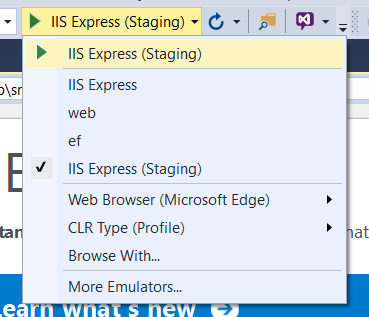 IIS Express (Staging)
IIS Express (Staging)
IIS Express
web
ef
IIS Express (Staging)
Web Browser (Microsoft Edge)
CLR Type (Profile)
Browse With...
More Emulators...
earn what's new